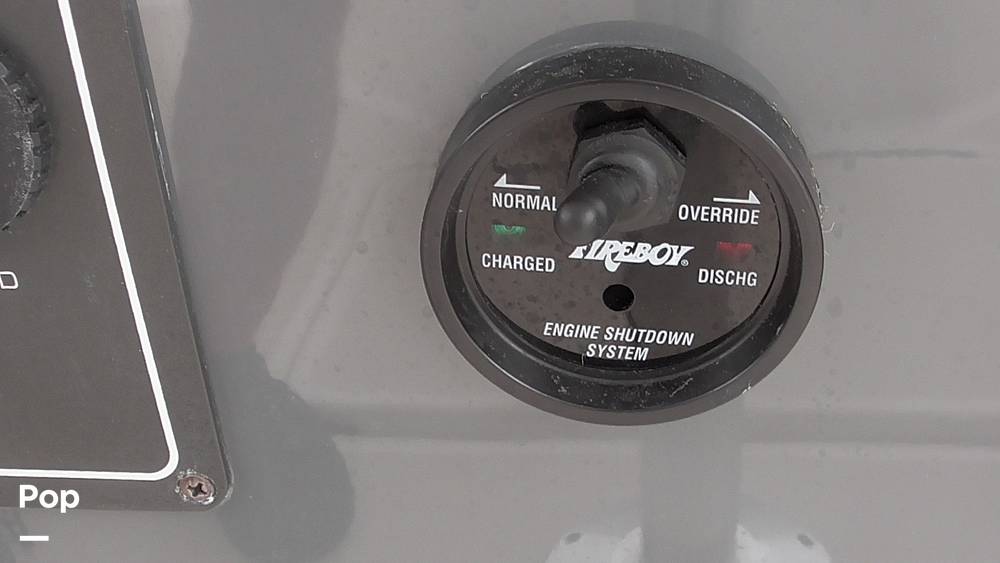 NORMAL
OVERRIDE
CHARGED
FIREBOY®
DISCHG
ENGINE SHUTDOWN
SYSTEM
D
Pop